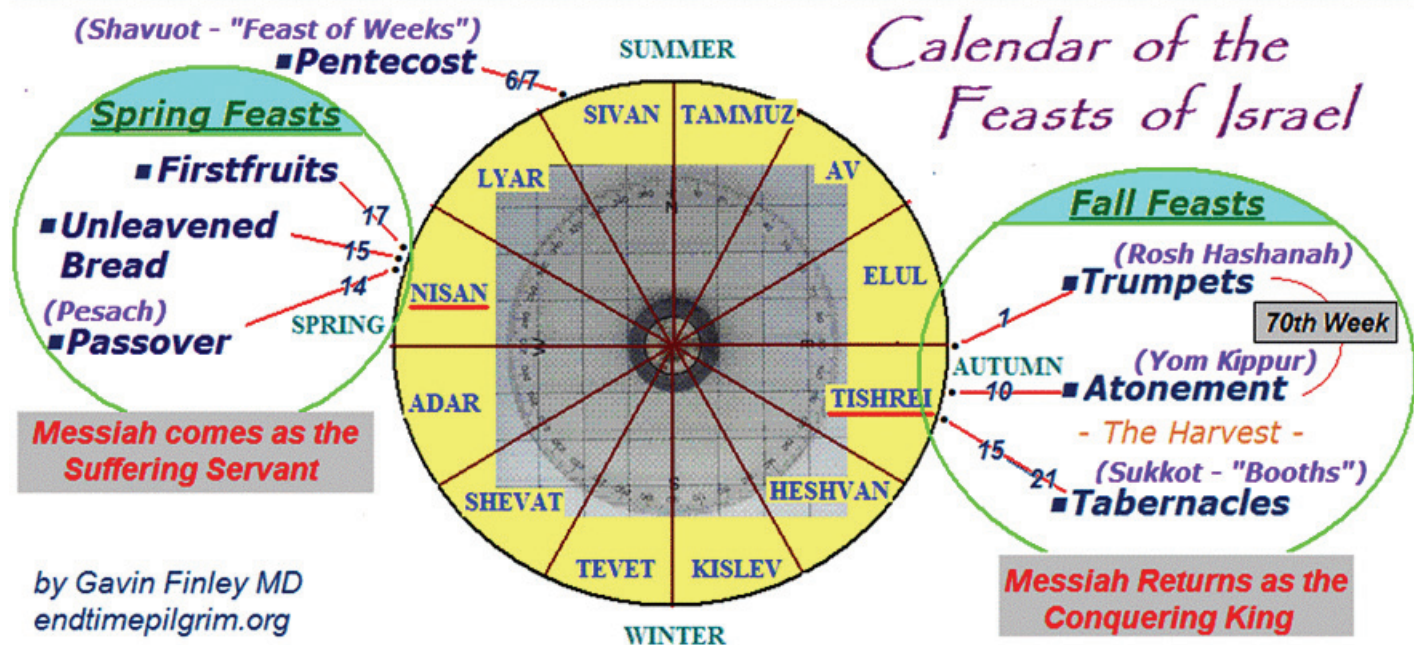 Calendar of the
Feasts of Israel
(Shavuot - "Feast of Weeks")
■Pentecost
6/7
SUMMER
Spring Feasts
■Firstfruits
17
■Unleavened
Bread
15
14
(Pesach)
■Passover
SPRING
Messiah comes as the
Suffering Servant
SIVAN
TAMMUZ
LYAR
AV
NISAN
ELUL
ADAR
TISHREI
SHEVAT
HESHVAN
TEVET
KISLEV
N
W
E
S
WINTER
AUTUMN
Fall Feasts
(Rosh Hashanah)
■Trumpets
1
70th Week
(Yom Kippur)
■Atonement
10
- The Harvest -
(Sukkot - "Booths")
■Tabernacles
15
21
Messiah Returns as the
Conquering King
by Gavin Finley MD
endtimepilgrim.org